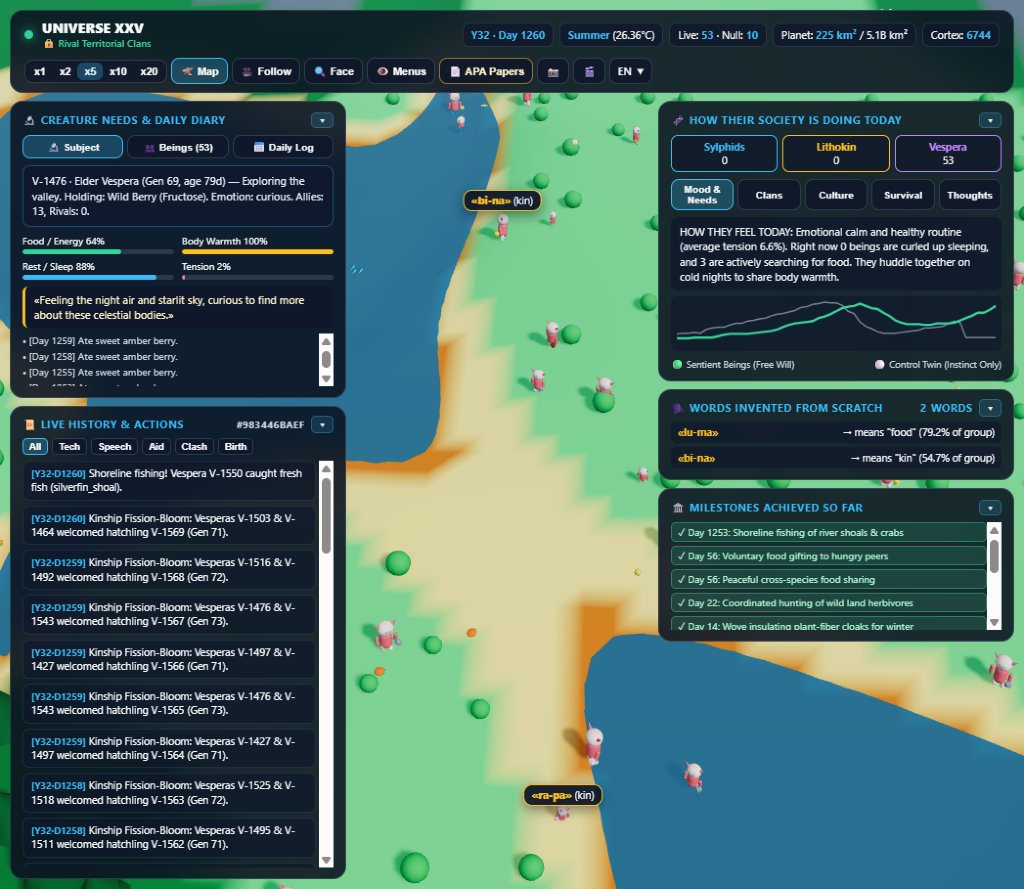 UNIVERSE XXV
Rival Territorial Clans
Y32 · Day 1260
Summer (26.36°C)
Live: 53 · Null: 10
Planet: 225 km² / 5.1B km²
Cortex: 6744
x1 x2 x5 x10 x20
Map
Follow
Face
Menus
APA Papers
EN ▼
CREATURE NEEDS & DAILY DIARY
Subject
Beings (53)
Daily Log
V-1476 · Elder Vespera (Gen 69, age 79d) — Exploring the
valley. Holding: Wild Berry (Fructose). Emotion: curious. Allies:
13, Rivals: 0.
Food / Energy 64%
Body Warmth 100%
Rest / Sleep 88%
Tension 2%
«Feeling the night air and starlit sky, curious to find more
about these celestial bodies.»
• [Day 1259] Ate sweet amber berry.
• [Day 1258] Ate sweet amber berry.
• [Day 1255] Ate sweet amber berry.
LIVE HISTORY & ACTIONS
#983446BAEF
All
Tech
Speech
Aid
Clash
Birth
[Y32•D1260] Shoreline fishing! Vespera V-1550 caught fresh
fish (silverfin_shoal).
[Y32•D1260] Kinship Fission-Bloom: Vesperas V-1503 & V-
1464 welcomed hatchling V-1569 (Gen 71).
[Y32•D1259] Kinship Fission-Bloom: Vesperas V-1516 & V-
1492 welcomed hatchling V-1568 (Gen 72).
[Y32•D1259] Kinship Fission-Bloom: Vesperas V-1476 & V-
1543 welcomed hatchling V-1567 (Gen 73).
[Y32•D1259] Kinship Fission-Bloom: Vesperas V-1497 & V-
1427 welcomed hatchling V-1566 (Gen 71).
[Y32•D1259] Kinship Fission-Bloom: Vesperas V-1476 & V-
1543 welcomed hatchling V-1565 (Gen 73).
[Y32•D1259] Kinship Fission-Bloom: Vesperas V-1427 & V-
1497 welcomed hatchling V-1564 (Gen 71).
[Y32•D1258] Kinship Fission-Bloom: Vesperas V-1525 & V-
1518 welcomed hatchling V-1563 (Gen 72).
[Y32•D1258] Kinship Fission-Bloom: Vesperas V-1495 & V-
1511 welcomed hatchling V-1562 (Gen 71).
«bi-na» (kin)
«ra-pa» (kin)
HOW THEIR SOCIETY IS DOING TODAY
Sylphids
0
Lithokin
0
Vespera
53
Mood &
Needs
Clans
Culture
Survival
Thoughts
HOW THEY FEEL TODAY: Emotional calm and healthy routine
(average tension 6.6%). Right now 0 beings are curled up sleeping,
and 3 are actively searching for food. They huddle together on
cold nights to share body warmth.
Sentient Beings (Free Will)
Control Twin (Instinct Only)
WORDS INVENTED FROM SCRATCH
2 WORDS
«lu-ma»
→ means "food" (79.2% of group)
«bi-na»
→ means "kin" (54.7% of group)
MILESTONES ACHIEVED SO FAR
✓ Day 1253: Shoreline fishing of river shoals & crabs
✓ Day 56: Voluntary food gifting to hungry peers
✓ Day 56: Peaceful cross-species food sharing
✓ Day 22: Coordinated hunting of wild land herbivores
✓ Day 14: Wove insulating plant-fiber cloaks for winter